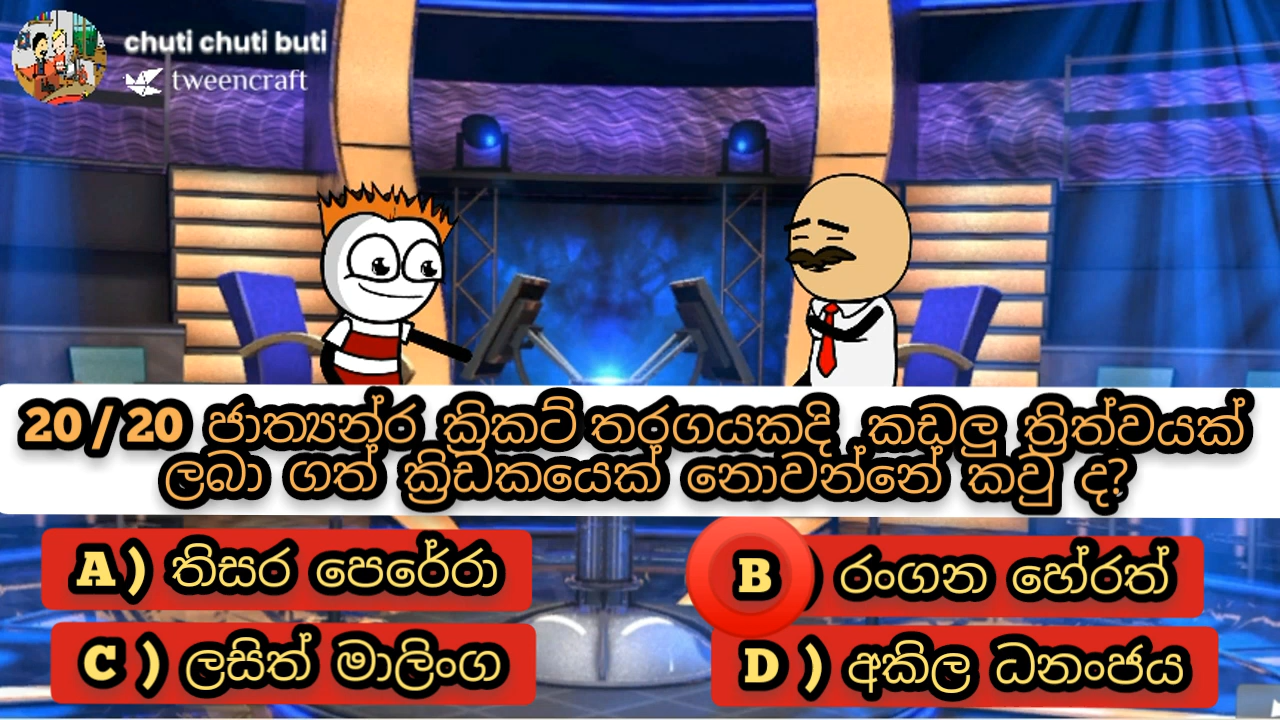 chuti chuti buti
tweencraft
20/20 ජාත්‍යන්ර ක්‍රිකට් තරගයකදි කඩලු ත්‍රිත්වයක්
ලබා ගත් ක්‍රිඩකයෙක් නොවන්නේ කවු ද?
A ) තිසර පෙරේරා
B ) රංගන හේරත්
C ) ලසිත් මාලිංග
D ) අකිල ධනංජය